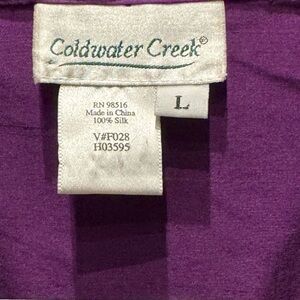 Coldwater Creek®
L
RN 98516
Made in China
100% Silk
V#F028
H03595